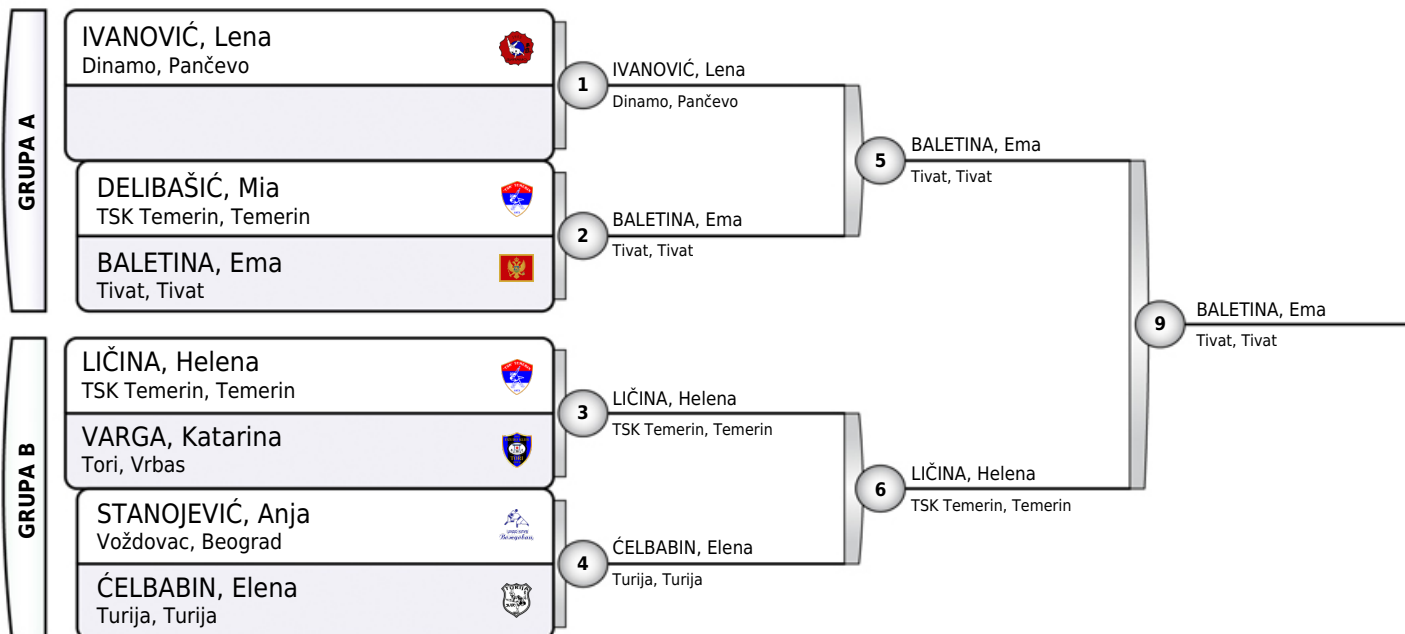 GRUPA A
IVANOVIĆ, Lena
Dinamo, Pančevo
DELIBAŠIĆ, Mia
TSK Temerin, Temerin
BALETINA, Ema
Tivat, Tivat
GRUPA B
LIČINA, Helena
TSK Temerin, Temerin
VARGA, Katarina
Tori, Vrbas
STANOJEVIĆ, Anja
Voždovac, Beograd
ĆELBABIN, Elena
Turija, Turija
1
IVANOVIĆ, Lena
Dinamo, Pančevo
2
BALETINA, Ema
Tivat, Tivat
3
LIČINA, Helena
TSK Temerin, Temerin
4
ĆELBABIN, Elena
Turija, Turija
5
BALETINA, Ema
Tivat, Tivat
6
LIČINA, Helena
TSK Temerin, Temerin
9
BALETINA, Ema
Tivat, Tivat